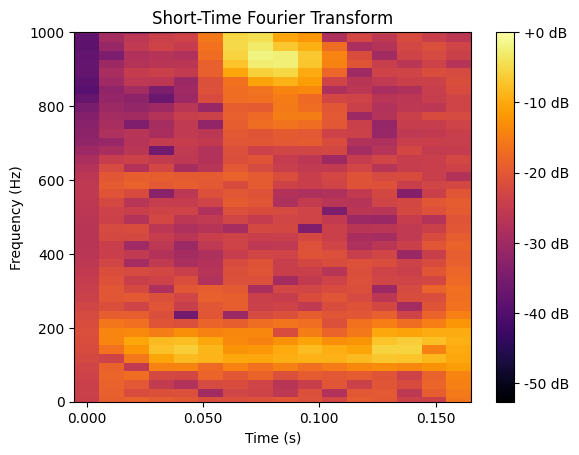 Short-Time Fourier Transform
1000
800
600
400
200
0
Frequency (Hz)
0.000
0.050
0.100
0.150
Time (s)
+0 dB
-10 dB
-20 dB
-30 dB
-40 dB
-50 dB